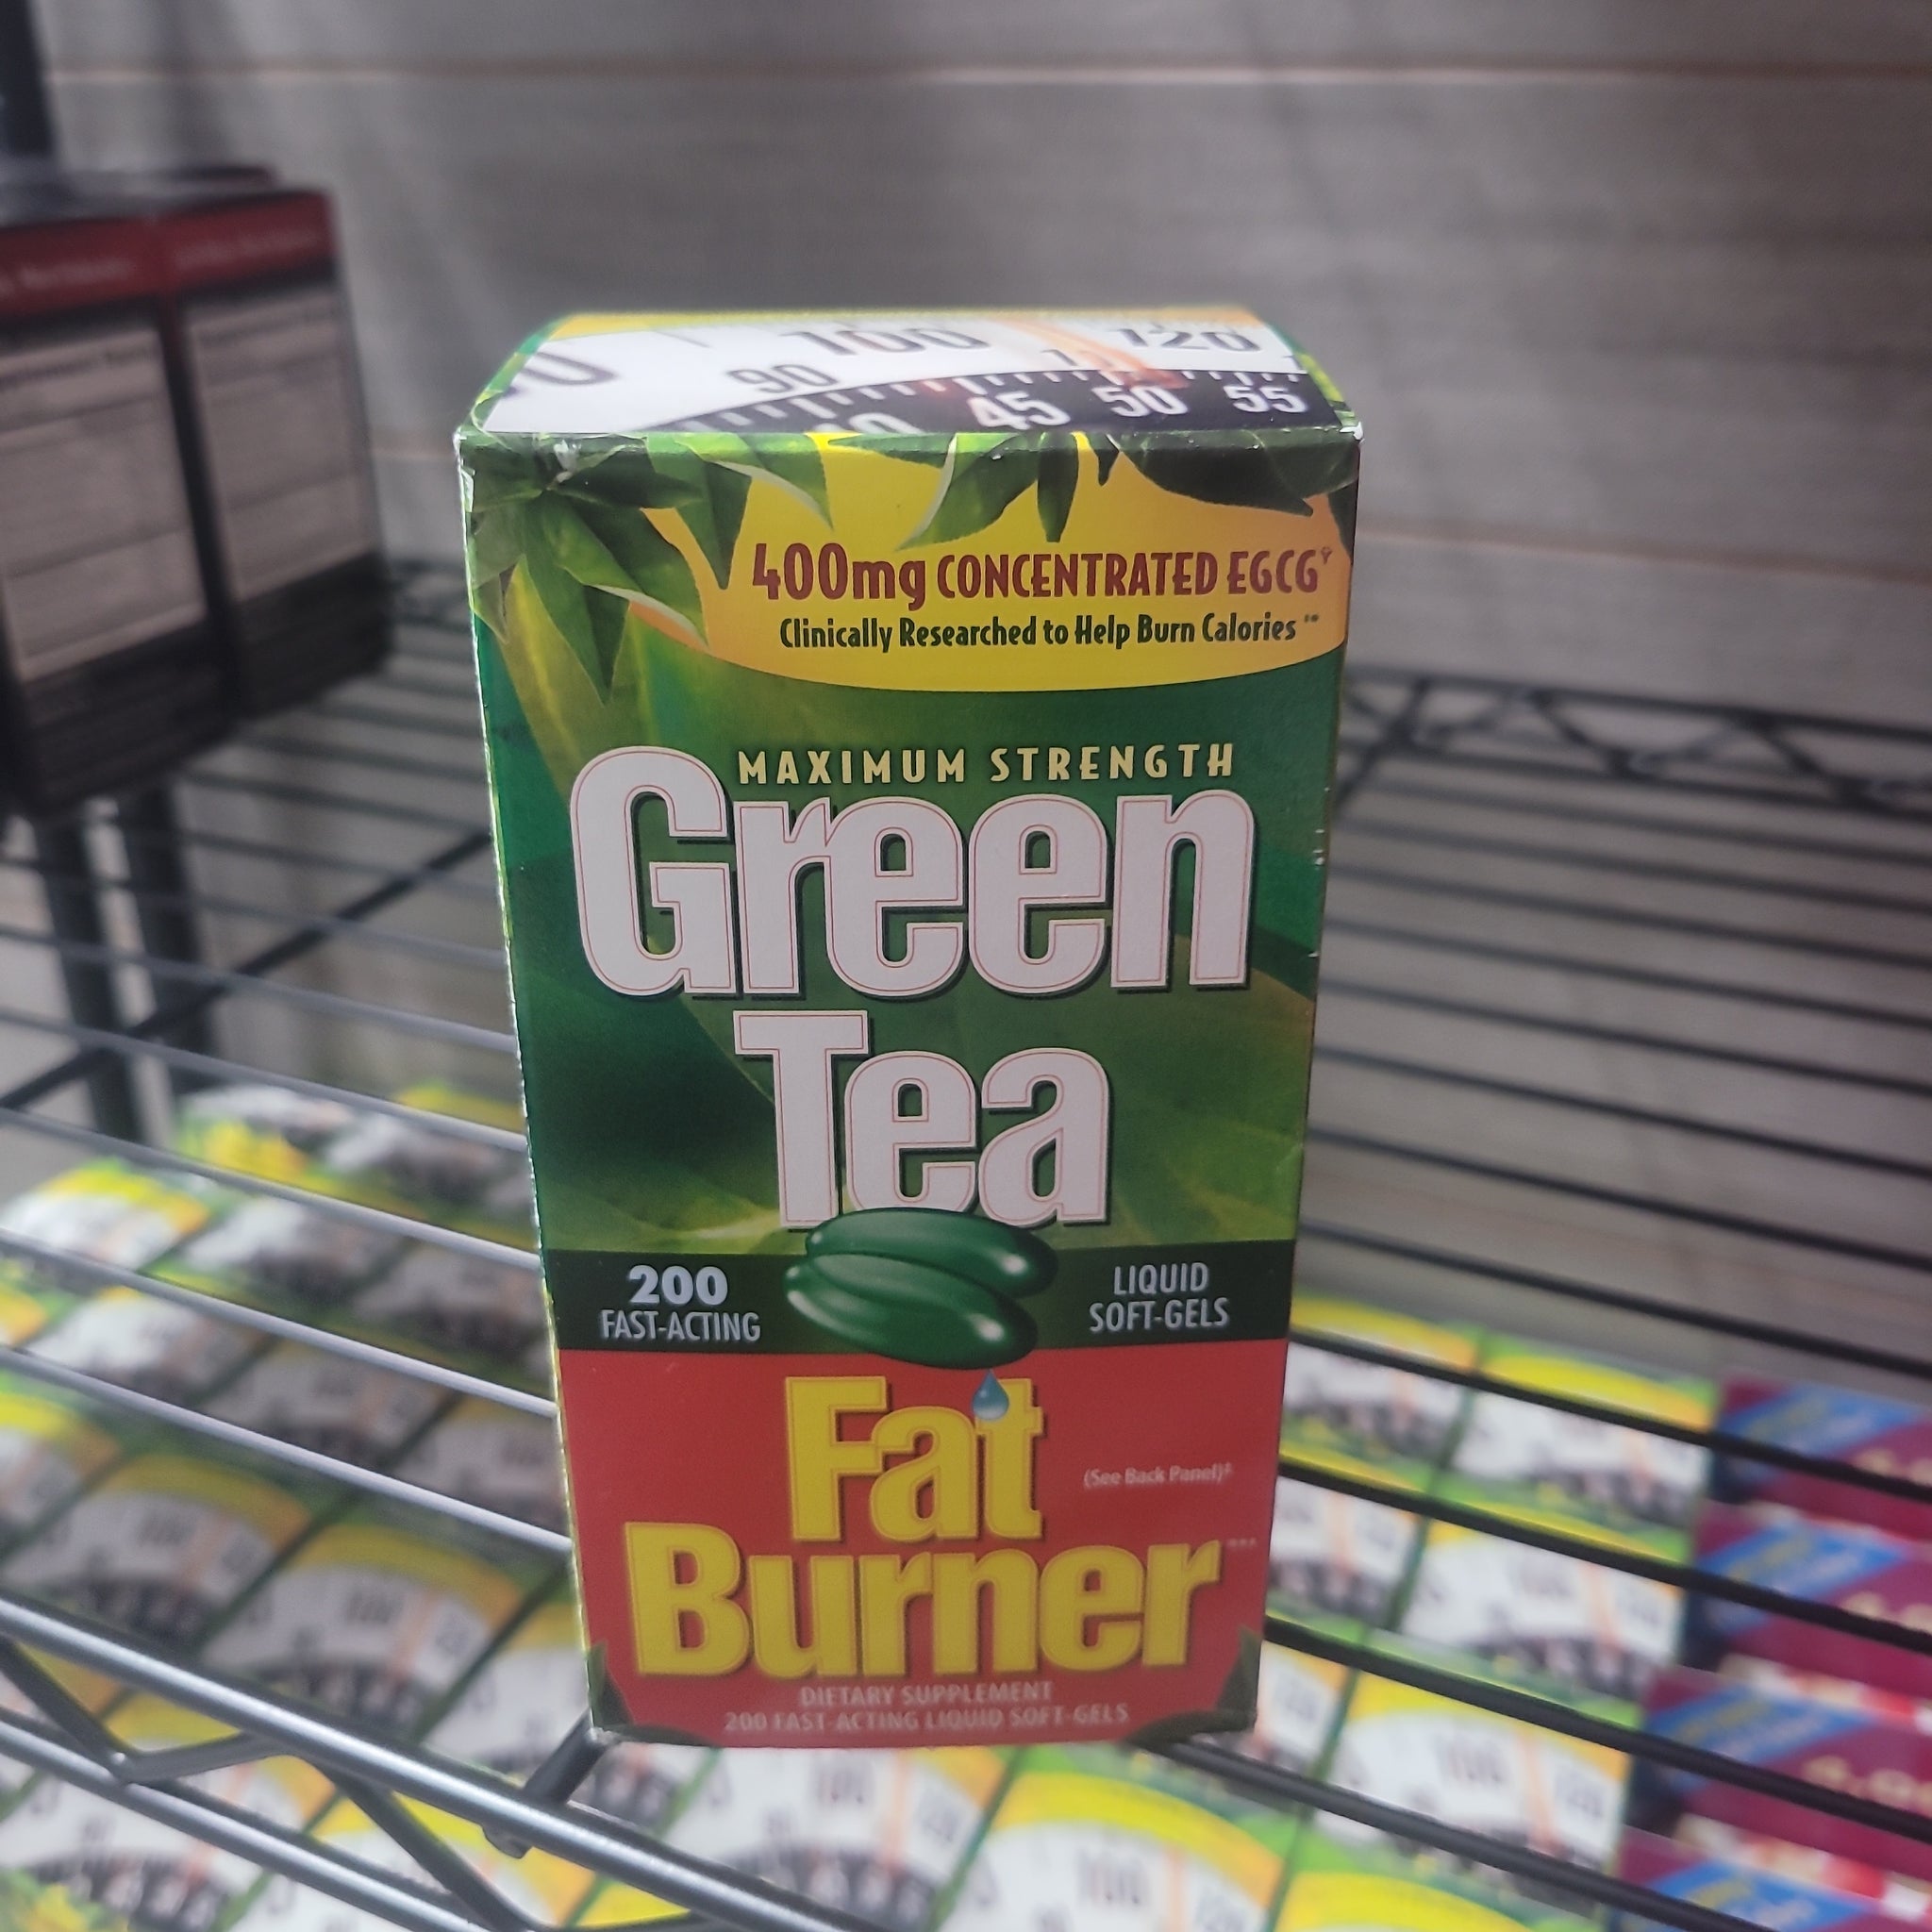 90
100
120
45 50 55
400mg CONCENTRATED EGCG
Clinically Researched to Help Burn Calories
MAXIMUM STRENGTH
Green
Tea
200
FAST-ACTING
LIQUID
SOFT-GELS
Fat
(See Back Panel)‡
Burner
DIETARY SUPPLEMENT
200 FAST-ACTING LIQUID SOFT-GELS